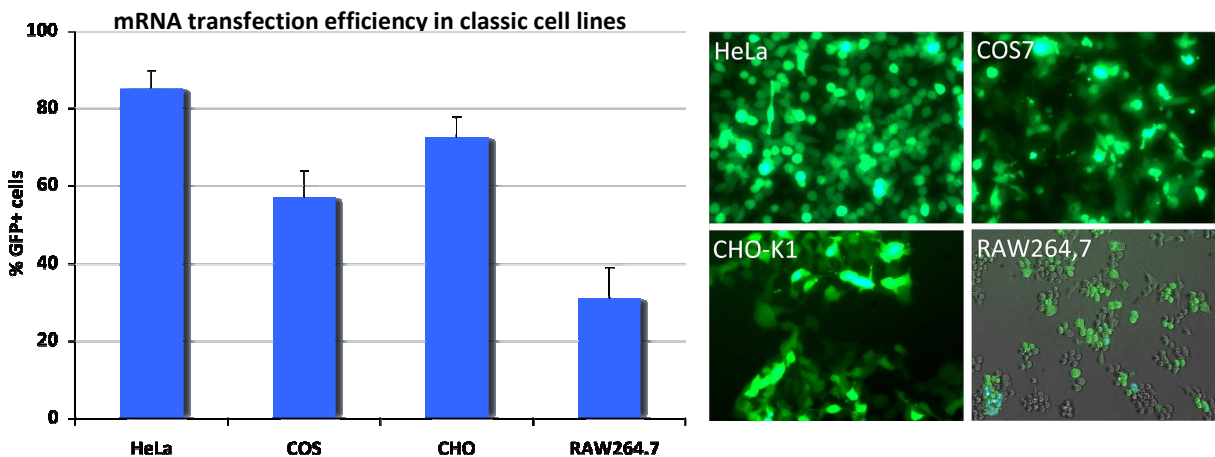 mRNA transfection efficiency in classic cell lines
% GFP+ cells
100
80
60
40
20
0
HeLa
COS
CHO
RAW264.7
HeLa
COS7
CHO-K1
RAW264,7